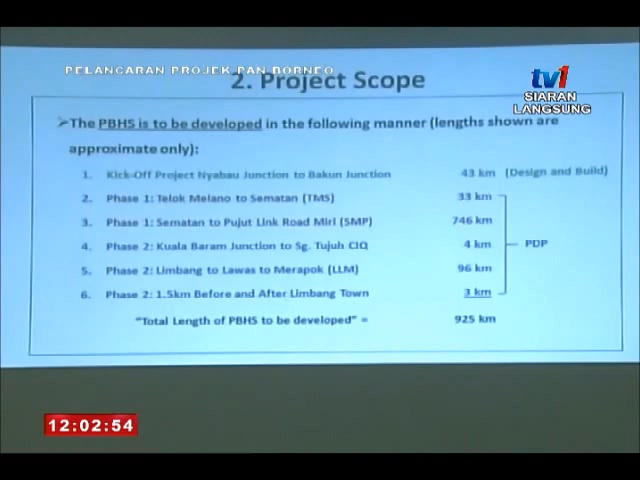 PELANCARAN PROJEK PAN BORNEO
tv1
SIARAN
LANGSUNG
2. Project Scope
➢The PBHS is to be developed in the following manner (lengths shown are
approximate only):
1. Kick-Off Project Nyabau Junction to Bakun Junction 43 km (Design and Build)
2. Phase 1: Telok Melano to Sematan (TMS) 33 km
3. Phase 1: Sematan to Pujut Link Road Miri (SMP) 746 km
4. Phase 2: Kuala Baram Junction to Sg. Tujuh CIQ 4 km PDP
5. Phase 2: Limbang to Lawas to Merapok (LLM) 96 km
6. Phase 2: 1.5km Before and After Limbang Town 3 km
"Total Length of PBHS to be developed" = 925 km
12:02:54